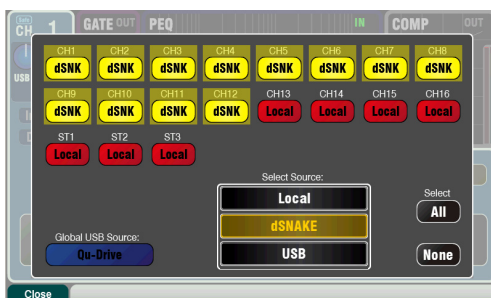 CH 1 GATE OUT PEQ IN COMP OUT
USB
CH1 CH2 CH3 CH4 CH5 CH6 CH7 CH8
dSNK dSNK dSNK dSNK dSNK dSNK dSNK dSNK
CH9 CH10 CH11 CH12 CH13 CH14 CH15 CH16
dSNK dSNK dSNK dSNK Local Local Local Local
ST1 ST2 ST3
Local Local Local
Select Source:
Local
dSNAKE
USB
Select
All
None
Global USB Source:
Qu-Drive
Close